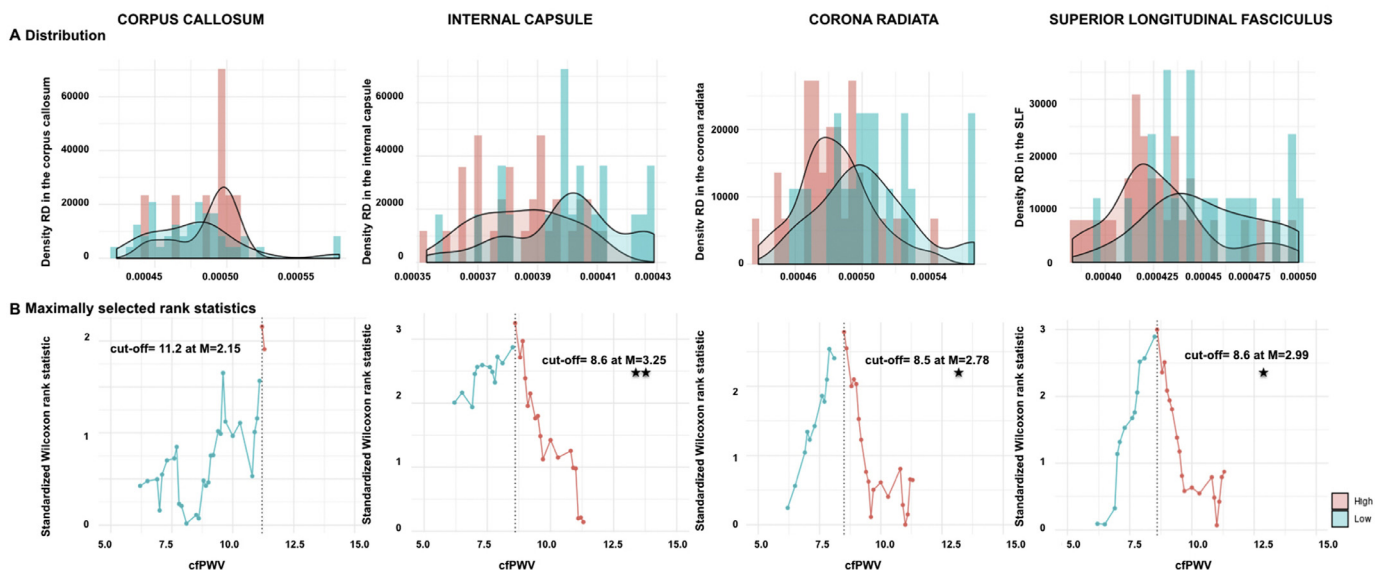 CORPUS CALLOSUM
INTERNAL CAPSULE
CORONA RADIATA
SUPERIOR LONGITUDINAL FASCICULUS
A Distribution
Density RD in the corpus callosum
60000
40000
20000
0
0.00045
0.00050
0.00055
Density RD in the internal capsule
60000
40000
20000
0
0.00035
0.00037
0.00039
0.00041
0.00043
Density RD in the corona radiata
20000
10000
0
0.00046
0.00050
0.00054
Density RD in the SLF
30000
20000
10000
0
0.00040
0.000425
0.00045
0.000475
0.00050
B Maximally selected rank statistics
Standardized Wilcoxon rank statistic
2
1
0
cut-off= 11.2 at M=2.15
5.0
7.5
10.0
12.5
15.0
cfPWV
Standardized Wilcoxon rank statistic
3
2
1
0
cut-off= 8.6 at M=3.25
5.0
7.5
10.0
12.5
15.0
cfPWV
Standardized Wilcoxon rank statistic
2
1
0
cut-off= 8.5 at M=2.78
5.0
7.5
10.0
12.5
15.0
cfPWV
Standardized Wilcoxon rank statistic
3
2
1
0
cut-off= 8.6 at M=2.99
5.0
7.5
10.0
12.5
15.0
cfPWV
High
Low